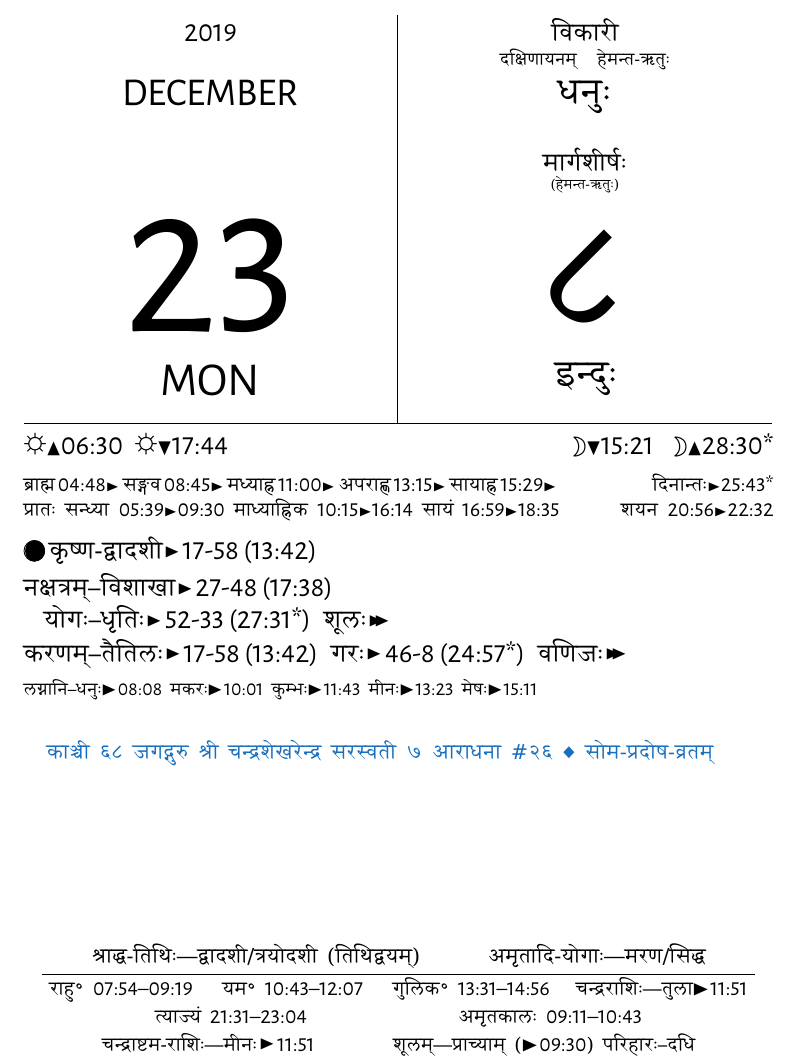 2019
DECEMBER
23
MON
विकारी
दक्षिणायनम् हेमन्त-ऋतुः
धनुः
मार्गशीर्षः
(हेमन्त-ऋतुः)
८
इन्दुः
☼▲06:30 ☼▼17:44 ☽▼15:21 ☽▲28:30*
ब्राह्म04:48► सङ्गव08:45► मध्याह्न11:00► अपराह्ण13:15► सायाह्न15:29► दिनान्तः►25:43*
प्रातः सन्ध्या 05:39►09:30 माध्याह्निक 10:15►16:14 सायं 16:59►18:35 शयन 20:56►22:32
●कृष्ण-द्वादशी►17-58 (13:42)
नक्षत्रम्–विशाखा►27-48 (17:38)
योगः–धृतिः►52-33 (27:31*) शूलः►►
करणम्–तैतिलः►17-58 (13:42) गरः►46-8 (24:57*) वणिजः►►
लग्नानि–धनुः►08:08 मकरः►10:01 कुम्भः►11:43 मीनः►13:23 मेषः►15:11
काञ्ची ६८ जगद्गुरु श्री चन्द्रशेखरेन्द्र सरस्वती ७ आराधना #२६ ◆ सोम-प्रदोष-व्रतम्
श्राद्ध-तिथिः—द्वादशी/त्रयोदशी (तिथिद्वयम्) अमृतादि-योगाः—मरण/सिद्ध
राहु° 07:54–09:19 यम° 10:43–12:07 गुलिक° 13:31–14:56 चन्द्रराशिः—तुला►11:51
त्याज्यं 21:31–23:04 अमृतकालः 09:11–10:43
चन्द्राष्टम-राशिः—मीनः►11:51 शूलम्—प्राच्याम् (►09:30) परिहारः–दधि